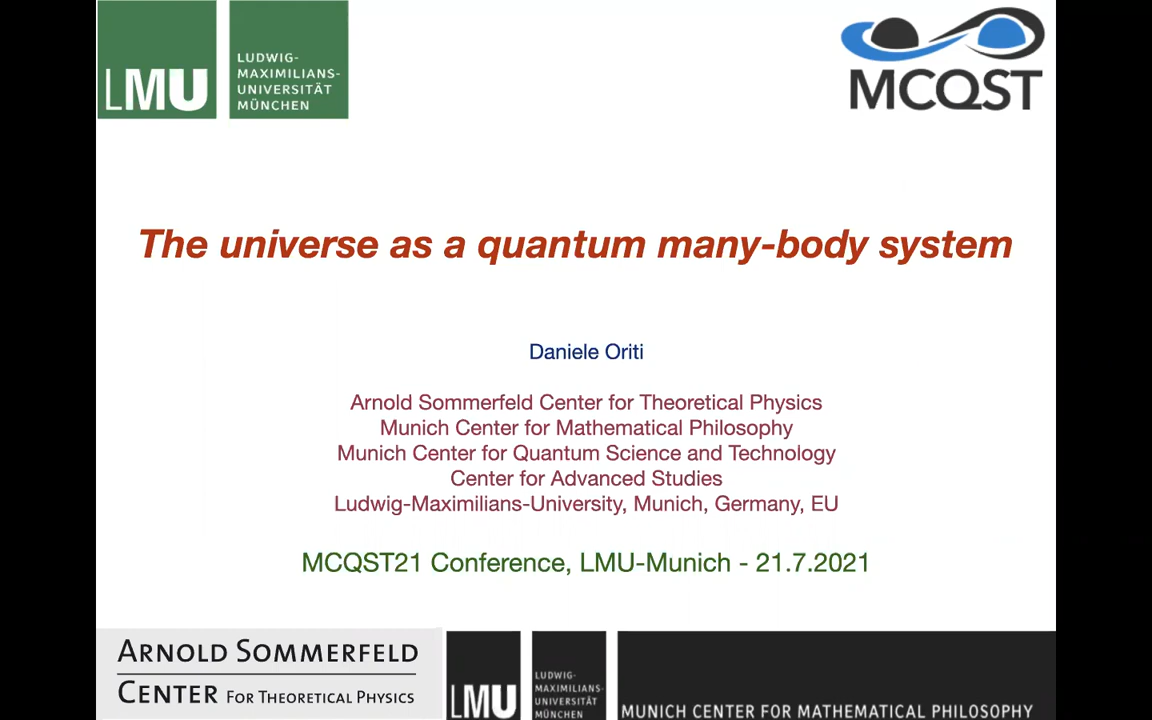 LMU
LUDWIG-
MAXIMILIANS-
UNIVERSITÄT
MÜNCHEN
MCQST
The universe as a quantum many-body system
Daniele Oriti
Arnold Sommerfeld Center for Theoretical Physics
Munich Center for Mathematical Philosophy
Munich Center for Quantum Science and Technology
Center for Advanced Studies
Ludwig-Maximilians-University, Munich, Germany, EU
MCQST21 Conference, LMU-Munich - 21.7.2021
ARNOLD SOMMERFELD
CENTER FOR THEORETICAL PHYSICS
LMU
LUDWIG-
MAXIMILIANS-
UNIVERSITÄT
MÜNCHEN
MUNICH CENTER FOR MATHEMATICAL PHILOSOPHY